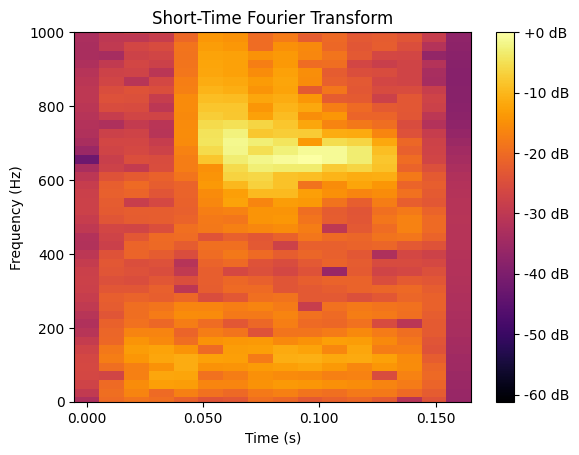 Short-Time Fourier Transform
1000
800
600
400
200
0
Frequency (Hz)
0.000
0.050
0.100
0.150
Time (s)
+0 dB
-10 dB
-20 dB
-30 dB
-40 dB
-50 dB
-60 dB